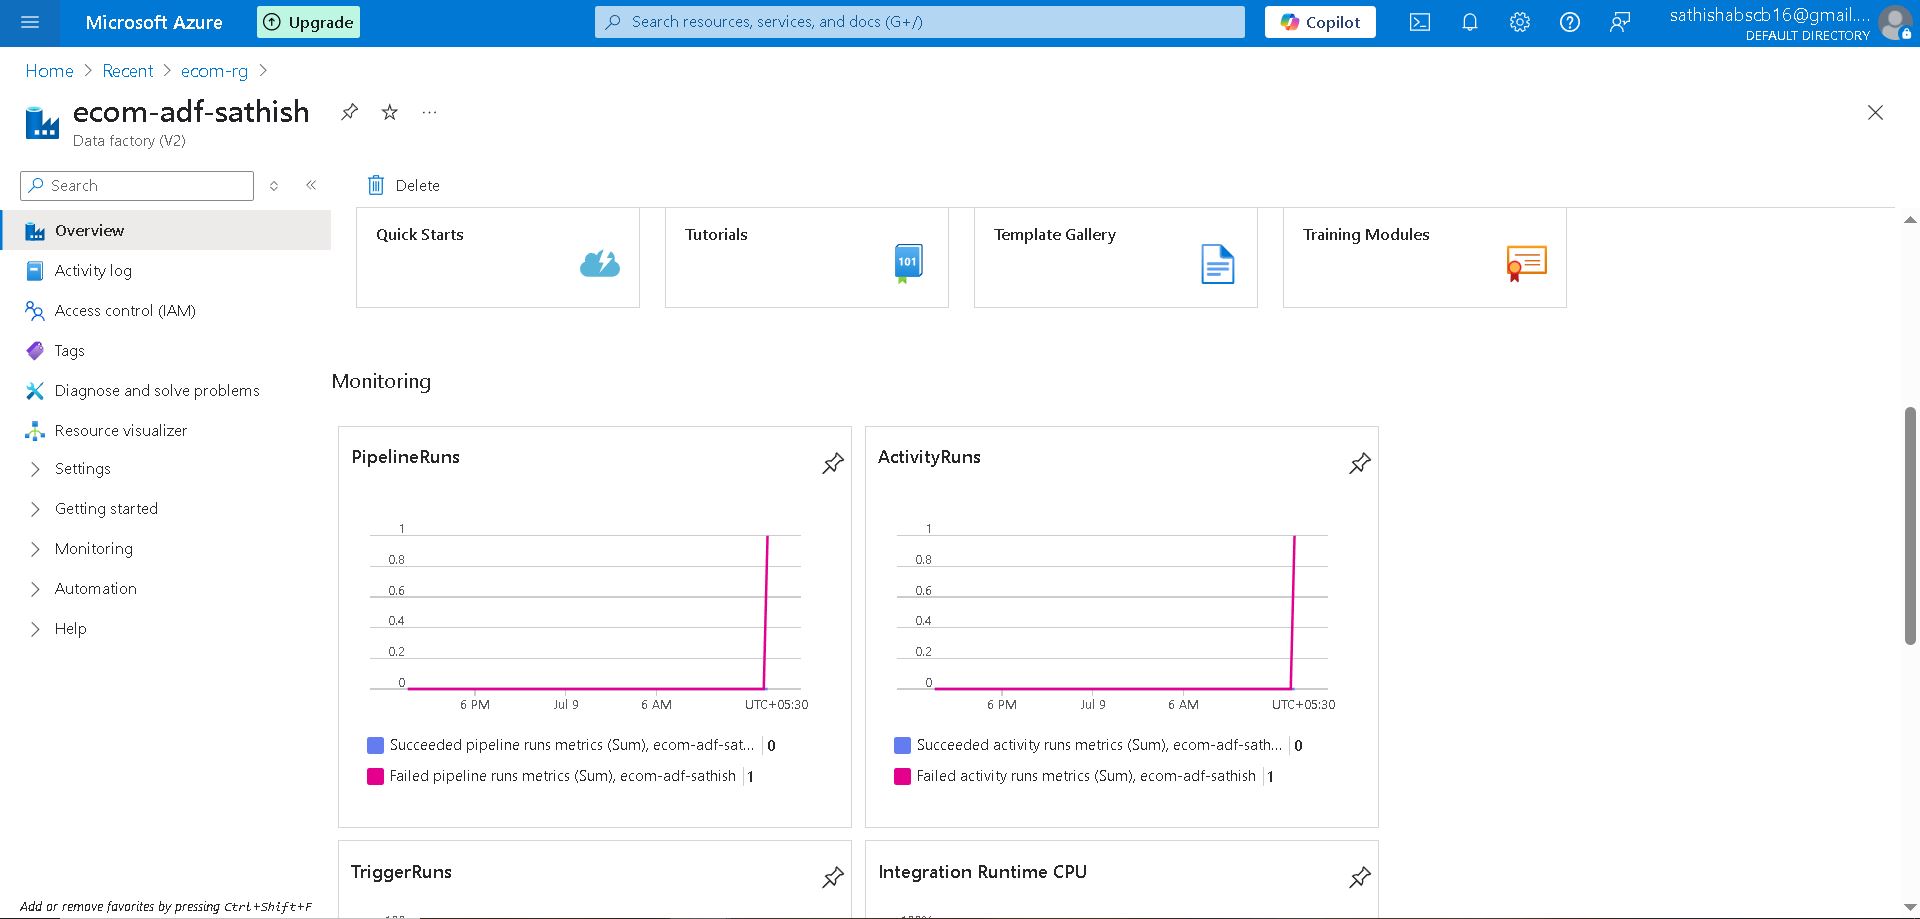 Microsoft Azure
Upgrade
Search resources, services, and docs (G+/)
Copilot
sathishabscb16@gmail....
DEFAULT DIRECTORY
Home > Recent > ecom-rg >
ecom-adf-sathish
...
Data factory (V2)
Search
Delete
Overview
Activity log
Access control (IAM)
Tags
Diagnose and solve problems
Resource visualizer
Settings
Getting started
Monitoring
Automation
Help
Add or remove favorites by pressing Ctrl+Shift+F
Quick Starts
Tutorials
101
Template Gallery
Training Modules
Monitoring
PipelineRuns
1
0.8
0.6
0.4
0.2
0
6 PM
Jul 9
6 AM
UTC+05:30
Succeeded pipeline runs metrics (Sum), ecom-adf-sat... 0
Failed pipeline runs metrics (Sum), ecom-adf-sathish 1
ActivityRuns
1
0.8
0.6
0.4
0.2
0
6 PM
Jul 9
6 AM
UTC+05:30
Succeeded activity runs metrics (Sum), ecom-adf-sath... 0
Failed activity runs metrics (Sum), ecom-adf-sathish 1
TriggerRuns
Integration Runtime CPU